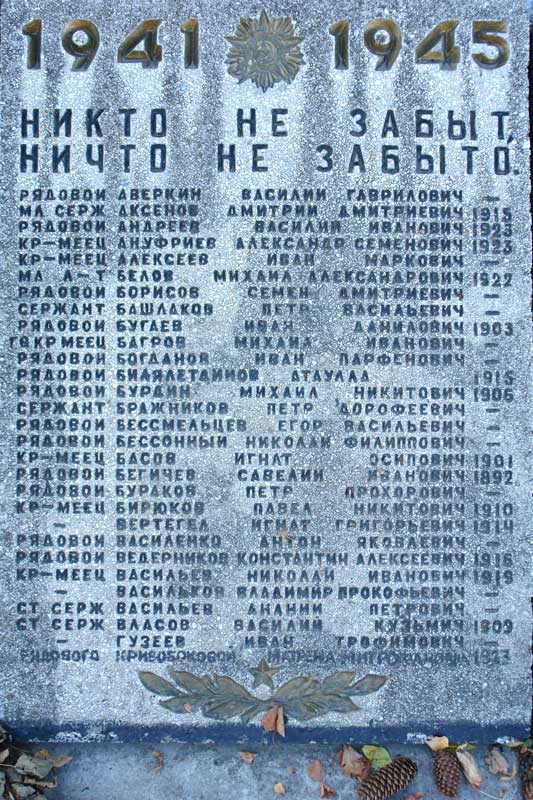 1941 1945
НИКТО НЕ ЗАБЫТ,
НИЧТО НЕ ЗАБЫТО.
РЯДОВОЙ АВЕРКИН ВАСИЛИЙ ГАВРИЛОВИЧ —
МЛ СЕРЖ АКСЕНОВ ДМИТРИЙ ДМИТРИЕВИЧ 1915
РЯДОВОЙ АНДРЕЕВ ВАСИЛИЙ ИВАНОВИЧ 1923
КР-МЕЕЦ АНУФРИЕВ АЛЕКСАНДР СЕМЕНОВИЧ 1923
КР-МЕЕЦ АЛЕКСЕЕВ ИВАН МАРКОВИЧ —
МЛ Л-Т БЕЛОВ МИХАИЛ АЛЕКСАНДРОВИЧ 1922
РЯДОВОЙ БОРИСОВ СЕМЕН ДМИТРИЕВИЧ —
СЕРЖАНТ БАШЛАКОВ ПЕТР ВАСИЛЬЕВИЧ —
РЯДОВОЙ БУГАЕВ ИВАН ДАНИЛОВИЧ 1903
ГВ КР МЕЕЦ БАГРОВ МИХАИЛ ИВАНОВИЧ —
РЯДОВОЙ БОГДАНОВ ИВАН ПАРФЕНОВИЧ —
РЯДОВОЙ БИЛЯЛЕТДИНОВ АТАУЛЛА 1915
РЯДОВОЙ БУРДИН МИХАИЛ НИКИТОВИЧ 1906
СЕРЖАНТ БРАЖНИКОВ ПЕТР ДОРОФЕЕВИЧ —
РЯДОВОЙ БЕССМЕЛЬЦЕВ ЕГОР ВАСИЛЬЕВИЧ —
РЯДОВОЙ БЕССОННЫЙ НИКОЛАЙ ФИЛИППОВИЧ —
КР-МЕЕЦ БАСОВ ИГНАТ ОСИПОВИЧ 1901
РЯДОВОЙ БЕГИЧЕВ САВЕЛИЙ ИВАНОВИЧ 1892
РЯДОВОЙ БУРАКОВ ПЕТР ПРОХОРОВИЧ —
КР-МЕЕЦ БИРЮКОВ ПАВЕЛ НИКИТОВИЧ 1910
— ВЕРТЕГЕЛ ИГНАТ ГРИГОРЬЕВИЧ 1914
РЯДОВОЙ ВАСИЛЕНКО АНТОН ЯКОВЛЕВИЧ —
РЯДОВОЙ ВЕДЕРНИКОВ КОНСТАНТИН АЛЕКСЕЕВИЧ 1916
КР-МЕЕЦ ВАСИЛЬЕВ НИКОЛАЙ ИВАНОВИЧ 1919
— ВАСИЛЬКОВ ВЛАДИМИР ПРОКОФЬЕВИЧ —
СТ СЕРЖ ВАСИЛЬЕВ АНАНИЙ ПЕТРОВИЧ —
СТ СЕРЖ ВЛАСОВ ВАСИЛИЙ КУЗЬМИЧ 1909
— ГУЗЕЕВ ИВАН ТРОФИМОВИЧ —
РЯДОВОГО КРИВОБОКОВОЙ МАТРЕНА МИТРОФАНОВНА